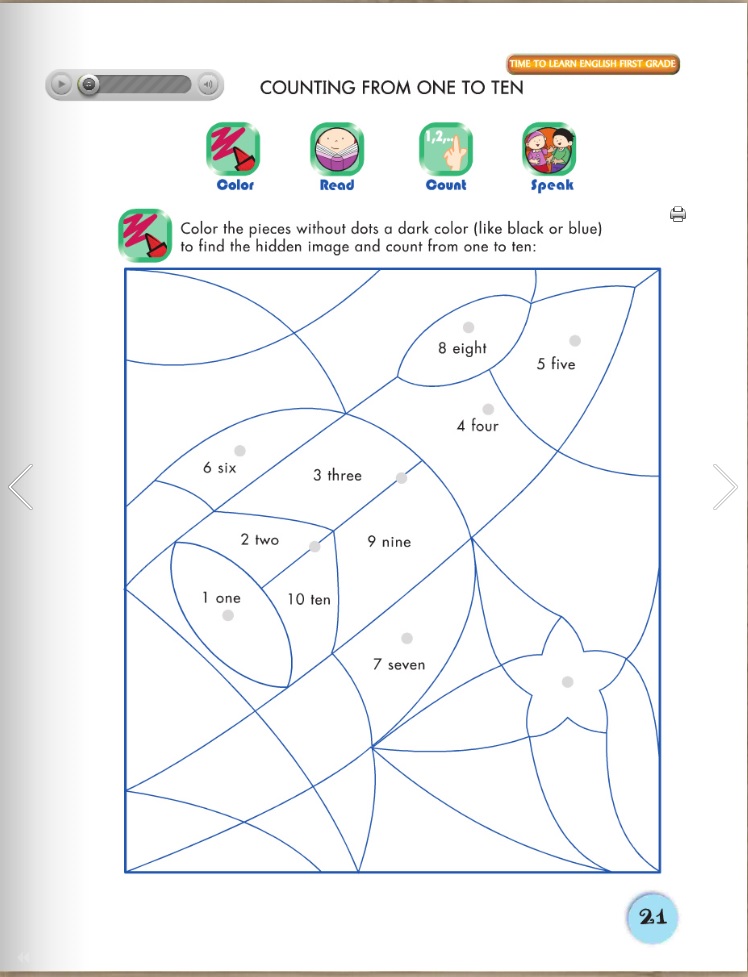 TIME TO LEARN ENGLISH FIRST GRADE
COUNTING FROM ONE TO TEN
1,2,...
Color
Read
Count
Speak
Color the pieces without dots a dark color (like black or blue)
to find the hidden image and count from one to ten:
8 eight
5 five
4 four
6 six
3 three
2 two
9 nine
1 one
10 ten
7 seven
21